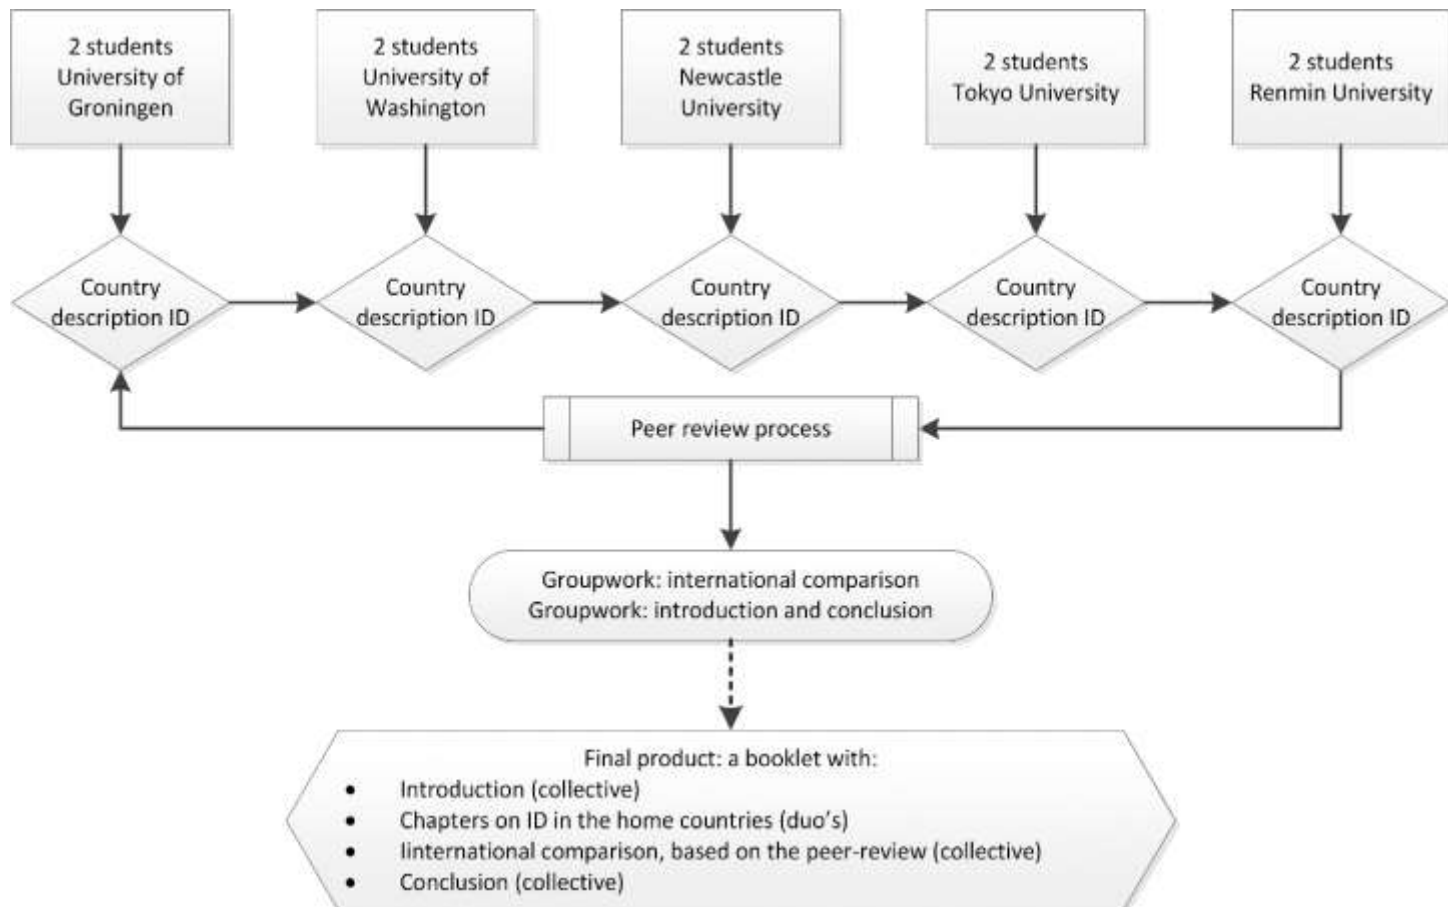 2 students
University of
Groningen
2 students
University of
Washington
2 students
Newcastle
University
2 students
Tokyo University
2 students
Renmin University
Country
description ID
Country
description ID
Country
description ID
Country
description ID
Country
description ID
Peer review process
Groupwork: international comparison
Groupwork: introduction and conclusion
Final product: a booklet with:
• Introduction (collective)
• Chapters on ID in the home countries (duo's)
• Iinternational comparison, based on the peer-review (collective)
• Conclusion (collective)